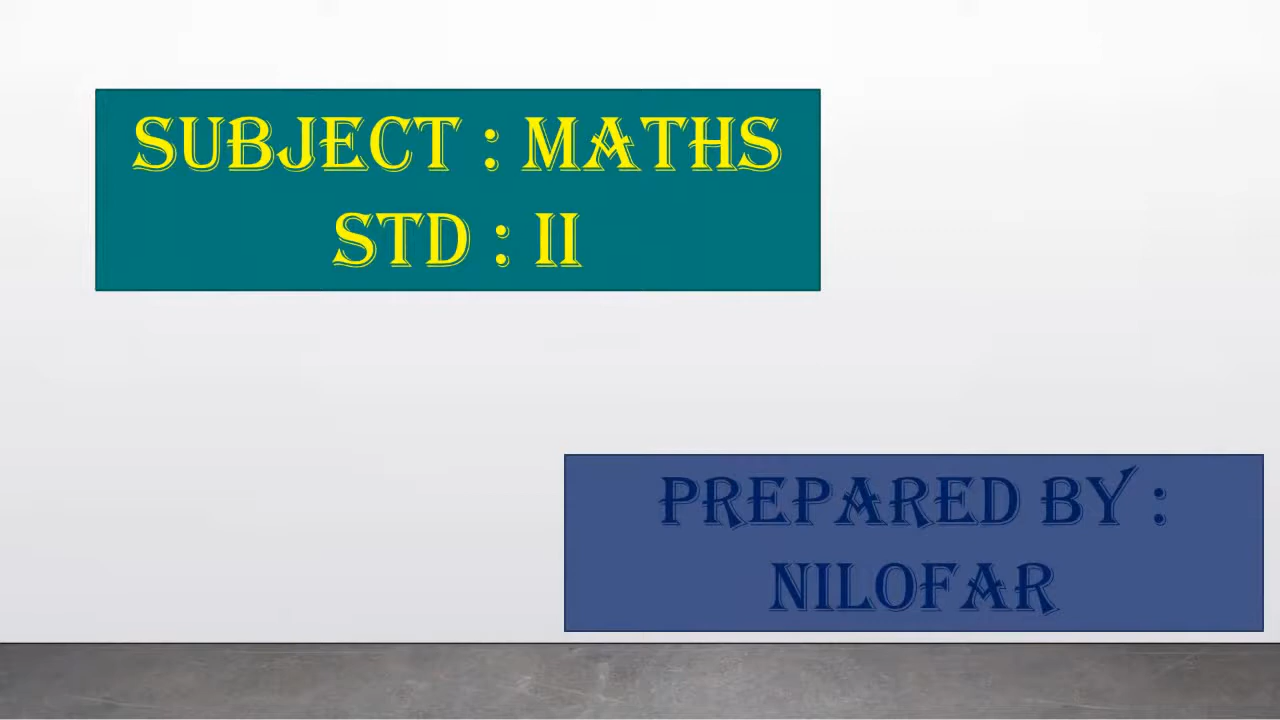 SUBJECT : MATHS
STD : II
PREPARED BY :
NILOFAR